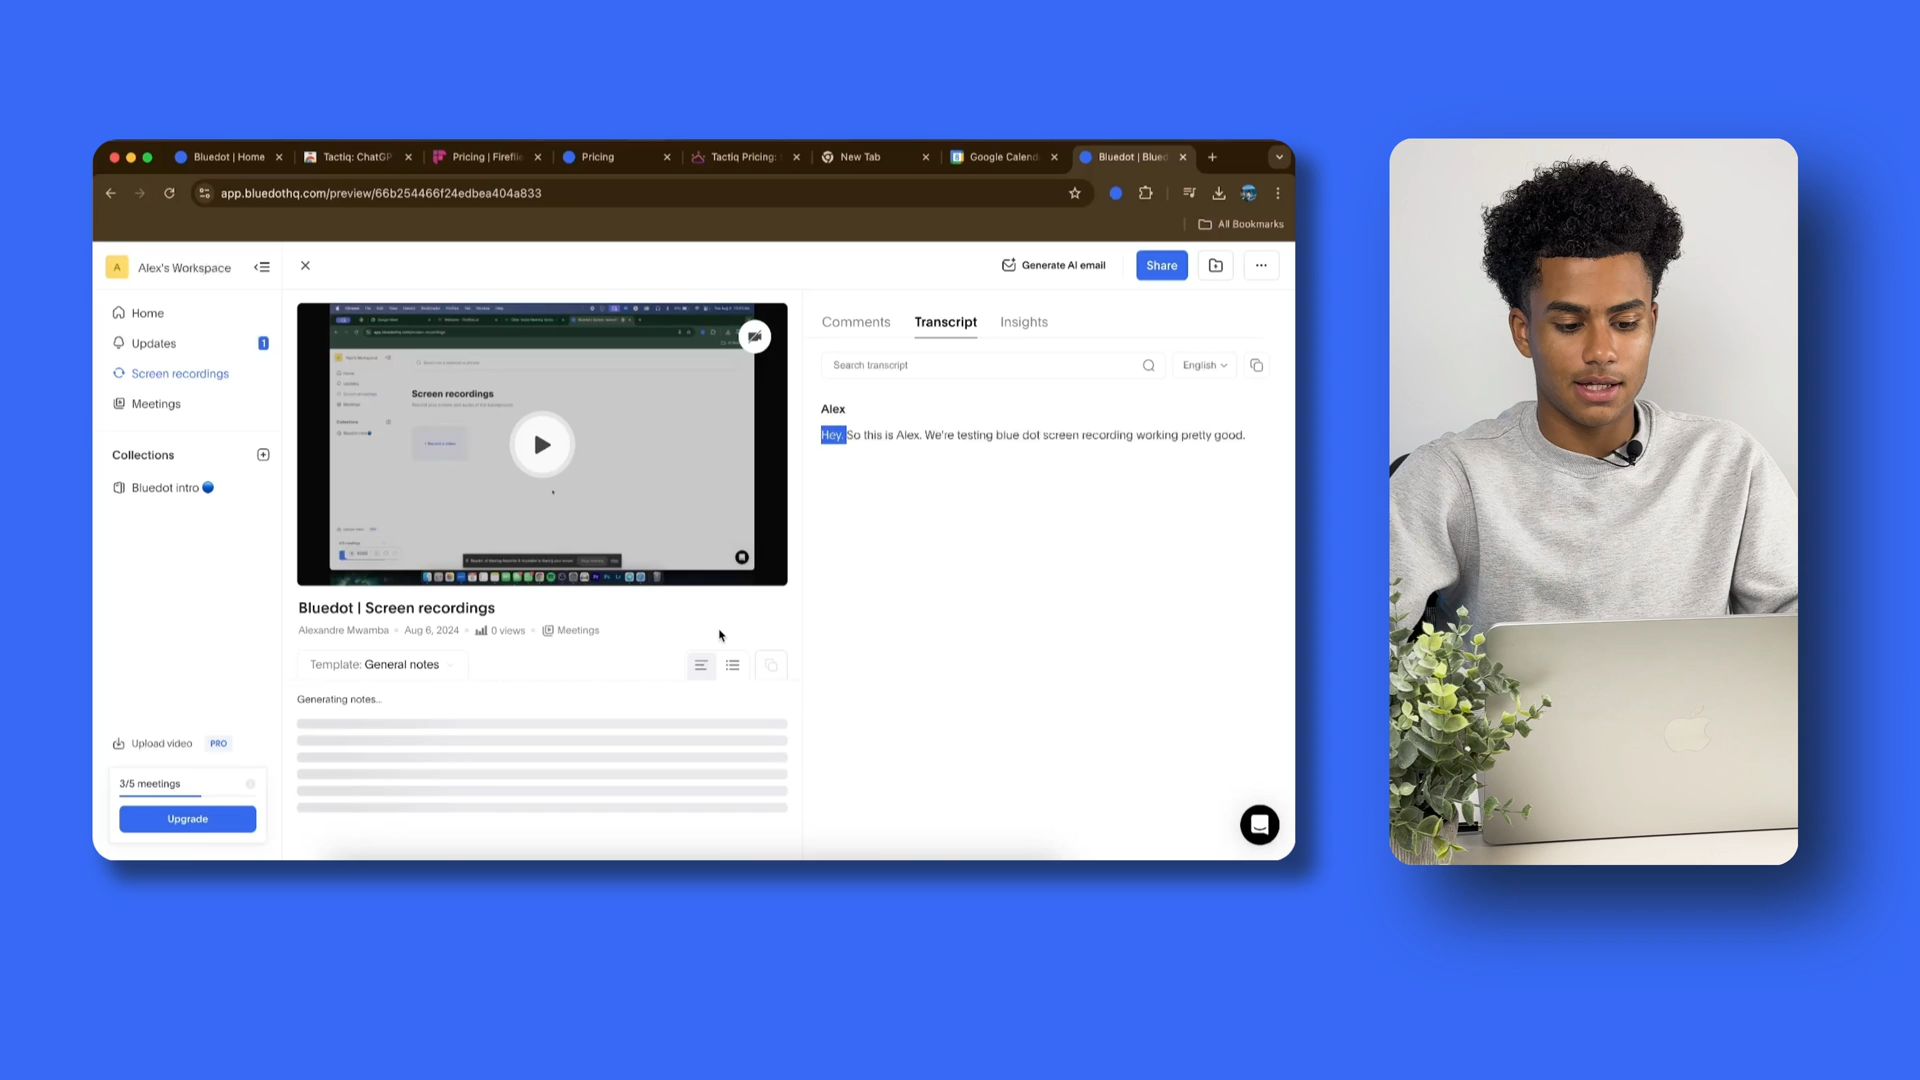 Bluedot | Home
Tactiq: ChatGP
Pricing | Firefli
Pricing
Tactiq Pricing:
New Tab
Google Calend
Bluedot | Blued
app.bluedothq.com/preview/66b254466f24edbea404a833
All Bookmarks
A
Alex's Workspace
Generate AI email
Share
Home
Updates
1
Screen recordings
Meetings
Collections
Bluedot intro
Upload video PRO
3/5 meetings
Upgrade
Screen recordings
Bluedot | Screen recordings
Alexandre Mwamba • Aug 6, 2024 • 0 views • Meetings
Template: General notes
Generating notes...
Comments
Transcript
Insights
Search transcript
English
Alex
Hey. So this is Alex. We're testing blue dot screen recording working pretty good.